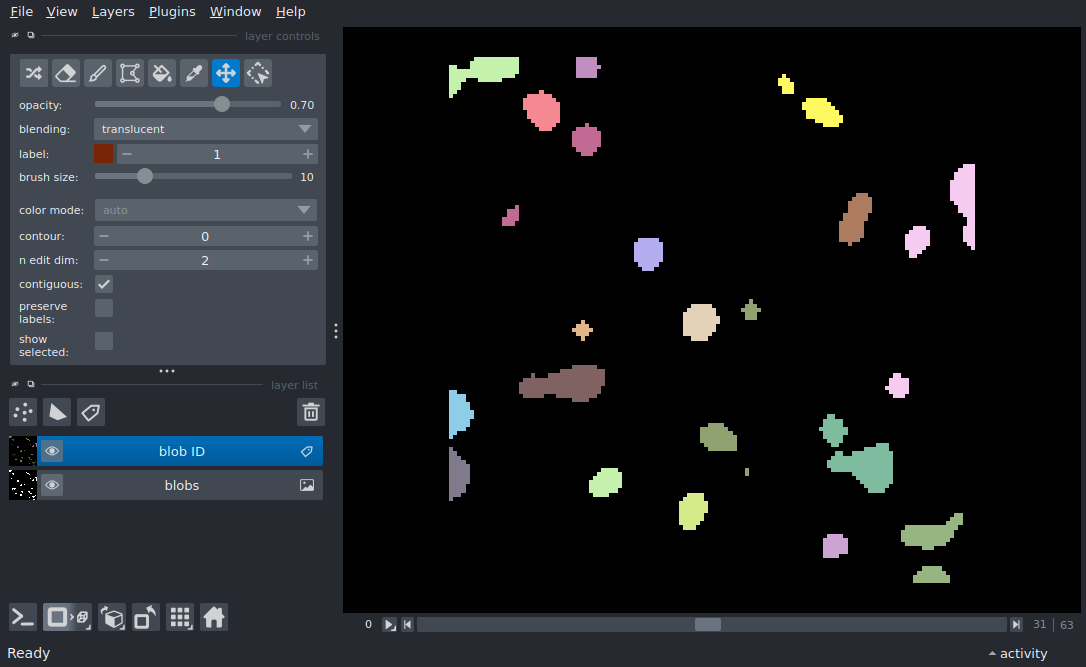 File View Layers Plugins Window Help
layer controls
opacity: 0.70
blending: translucent
label: 1
brush size: 10
color mode: auto
contour: 0
n edit dim: 2
contiguous:
preserve
labels:
show
selected:
layer list
blob ID
blobs
0 31 | 63
Ready activity